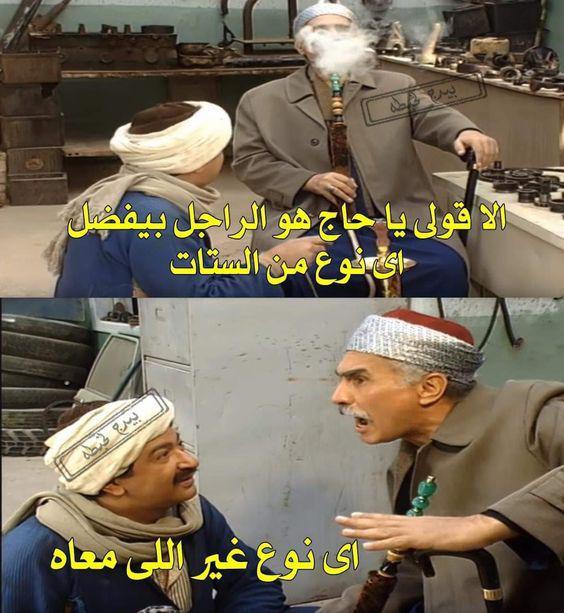 الا قولى يا حاج هو الراجل بيفضل
اى نوع من الستات
اى نوع غير اللى معاه